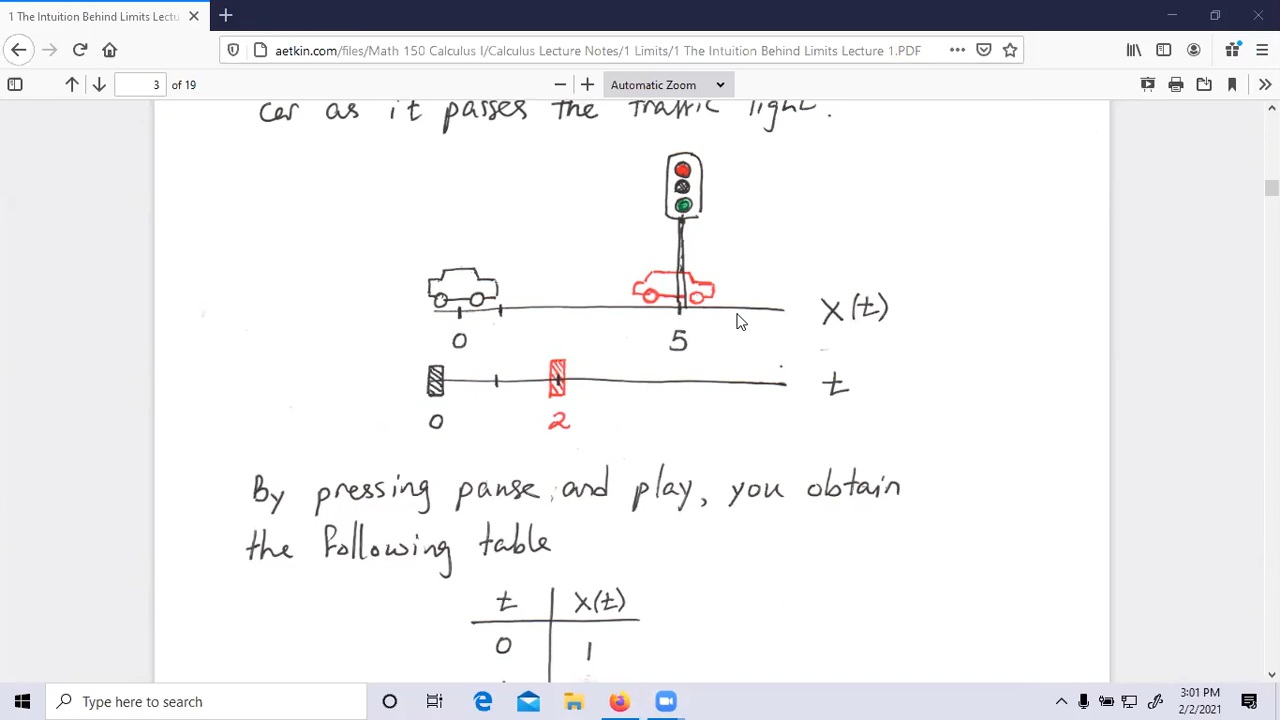 1 The Intuition Behind Limits Lectu
aetkin.com/files/Math 150 Calculus I/Calculus Lecture Notes/1 Limits/1 The Intuition Behind Limits Lecture 1.PDF
3 of 19
Automatic Zoom
car as it passes the traffic light.
X(t)
0 5
t
0 2
By pressing pause, and play, you obtain
the following table
t X(t)
0 1
Type here to search
3:01 PM
2/2/2021